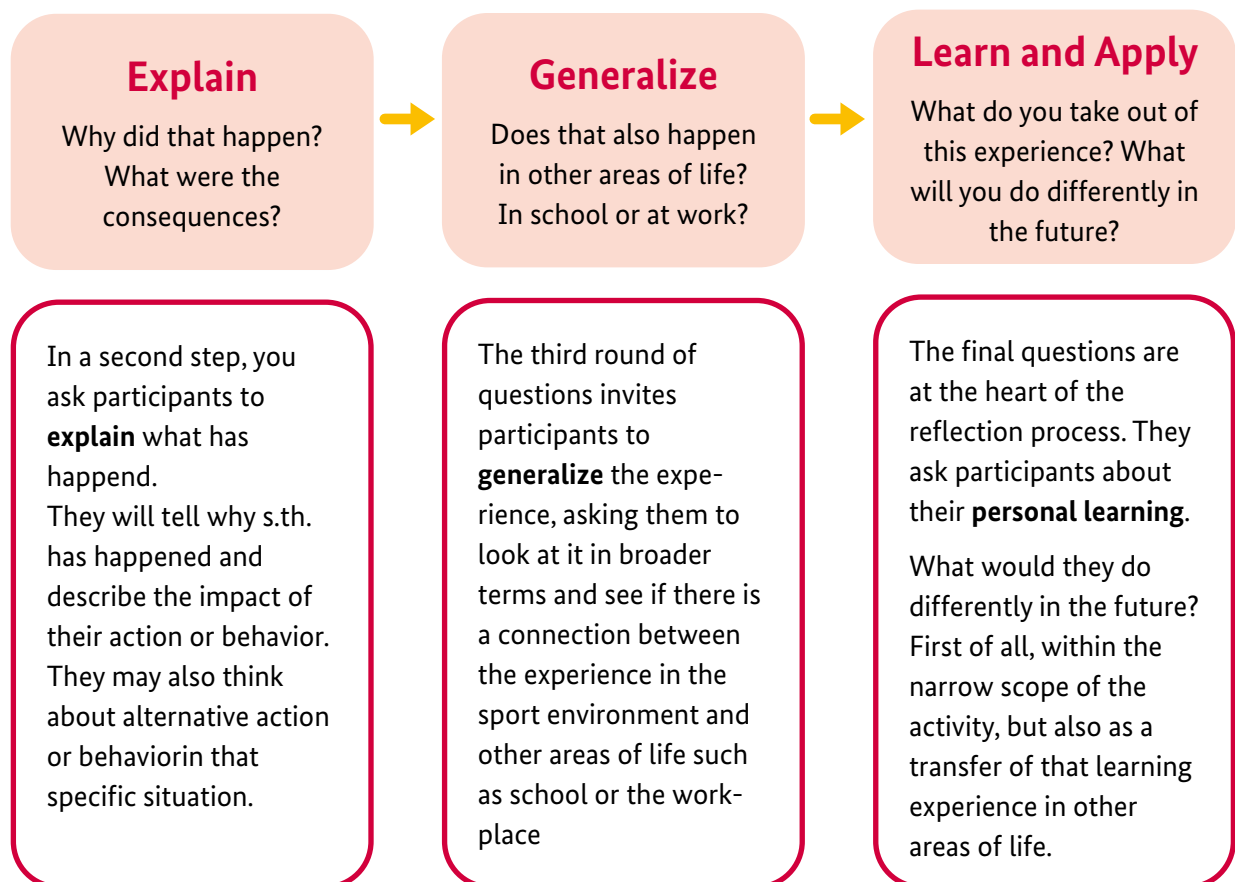 Explain
Why did that happen?
What were the
consequences?
Generalize
Does that also happen
in other areas of life?
In school or at work?
Learn and Apply
What do you take out of
this experience? What
will you do differently in
the future?
In a second step, you
ask participants to
explain what has
happend.
They will tell why s.th.
has happened and
describe the impact of
their action or behavior.
They may also think
about alternative action
or behaviorin that
specific situation.
The third round of
questions invites
participants to
generalize the expe-
rience, asking them to
look at it in broader
terms and see if there is
a connection between
the experience in the
sport environment and
other areas of life such
as school or the work-
place
The final questions are
at the heart of the
reflection process. They
ask participants about
their personal learning.
What would they do
differently in the future?
First of all, within the
narrow scope of the
activity, but also as a
transfer of that learning
experience in other
areas of life.